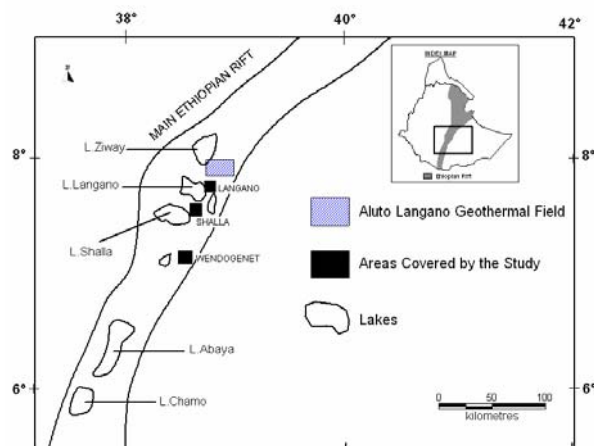 38° 40° 42°
INDEX MAP
MAIN ETHIOPIAN RIFT
L.Ziway
8° 8°
L.Langano
LANGANO
Ethiopian Rift
Aluto Langano Geothermal Field
SHALLA
L.Shalla
WENDOGENET
Areas Covered by the Study
Lakes
L.Abaya
6° 6°
L.Chamo
0 50 100
kilometres